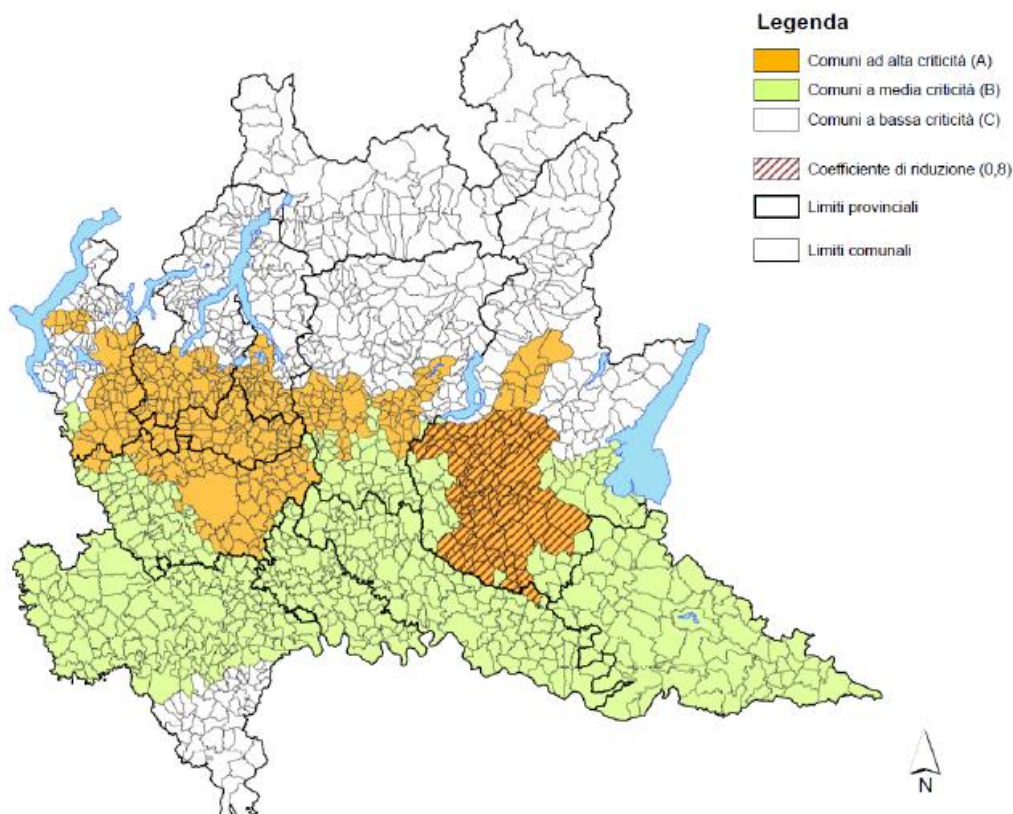 Legenda
Comuni ad alta criticità (A)
Comuni a media criticità (B)
Comuni a bassa criticità (C)
Coefficiente di riduzione (0,8)
Limiti provinciali
Limiti comunali
N